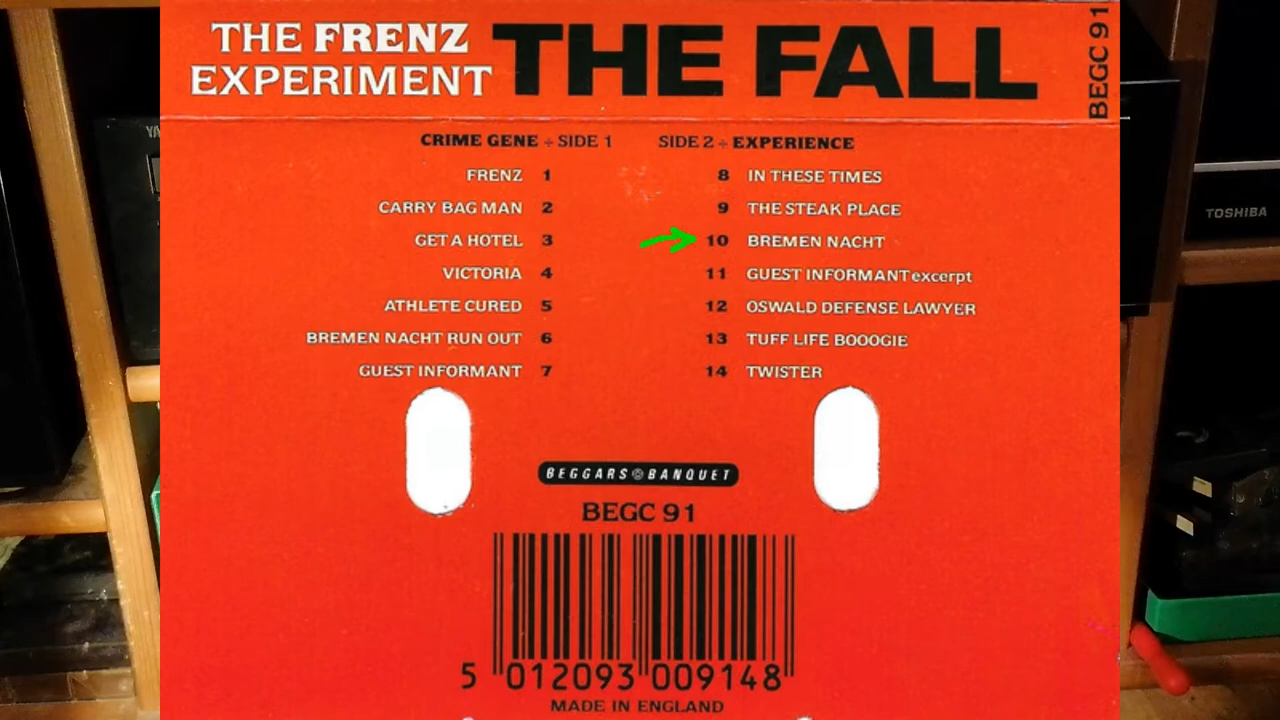 THE FRENZ
EXPERIMENT
THE FALL
BEGC 91
CRIME GENE ÷ SIDE 1
FRENZ 1
CARRY BAG MAN 2
GET A HOTEL 3
VICTORIA 4
ATHLETE CURED 5
BREMEN NACHT RUN OUT 6
GUEST INFORMANT 7
SIDE 2 ÷ EXPERIENCE
8 IN THESE TIMES
9 THE STEAK PLACE
10 BREMEN NACHT
11 GUEST INFORMANT excerpt
12 OSWALD DEFENSE LAWYER
13 TUFF LIFE BOOOGIE
14 TWISTER
BEGGARS BANQUET
BEGC 91
5 012093 009148
MADE IN ENGLAND
TOSHIBA